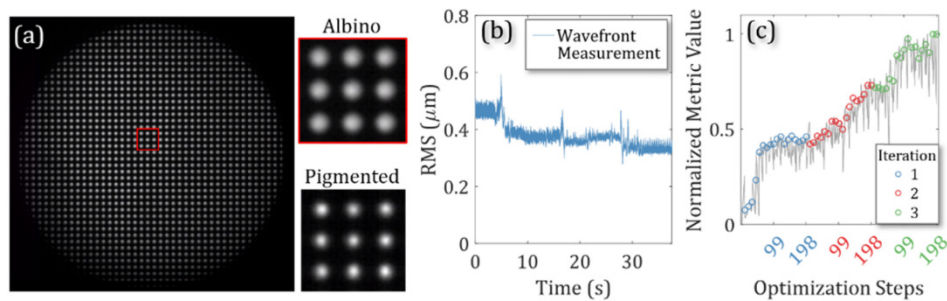 (a)
Albino
Pigmented
(b)
Wavefront
Measurement
RMS (μm)
0.8
0.6
0.4
0.2
0
0 10 20 30
Time (s)
(c)
Normalized Metric Value
1
0.5
0
Iteration
1
2
3
99 198 99 198 99 198
Optimization Steps